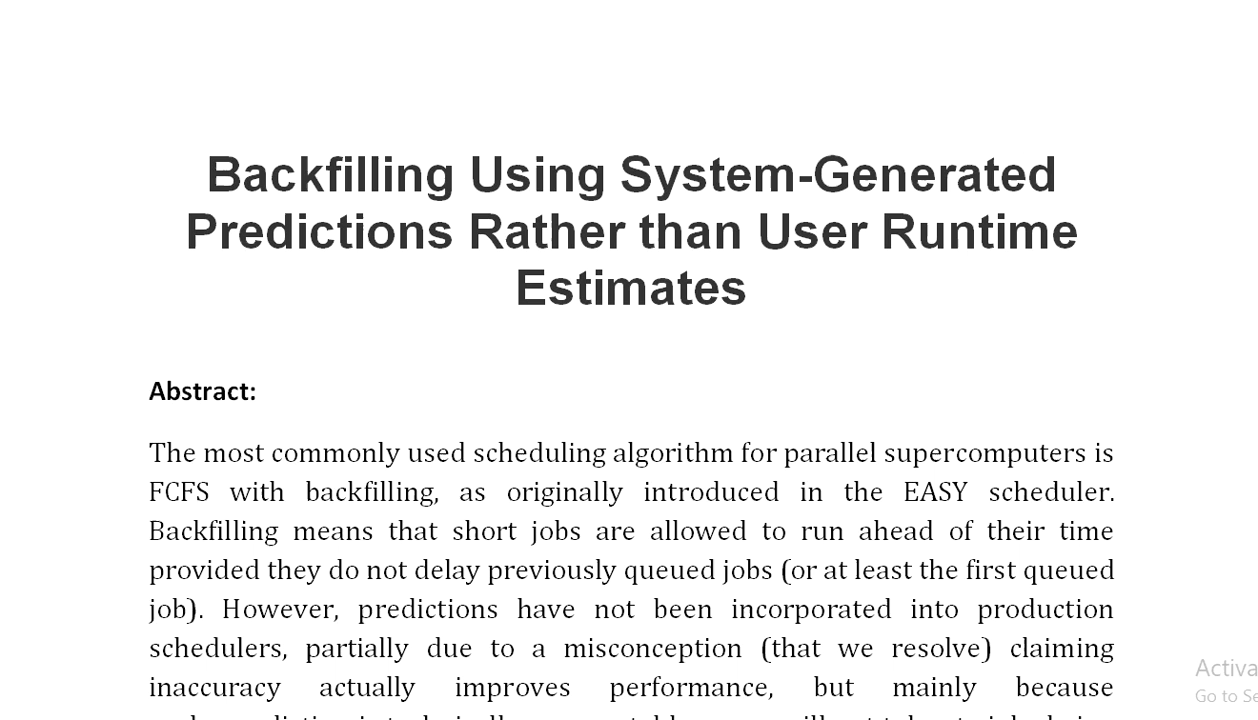 Backfilling Using System-Generated
Predictions Rather than User Runtime
Estimates
Abstract:
The most commonly used scheduling algorithm for parallel supercomputers is
FCFS with backfilling, as originally introduced in the EASY scheduler.
Backfilling means that short jobs are allowed to run ahead of their time
provided they do not delay previously queued jobs (or at least the first queued
job). However, predictions have not been incorporated into production
schedulers, partially due to a misconception (that we resolve) claiming
inaccuracy actually improves performance, but mainly because
Activa
Go to Se